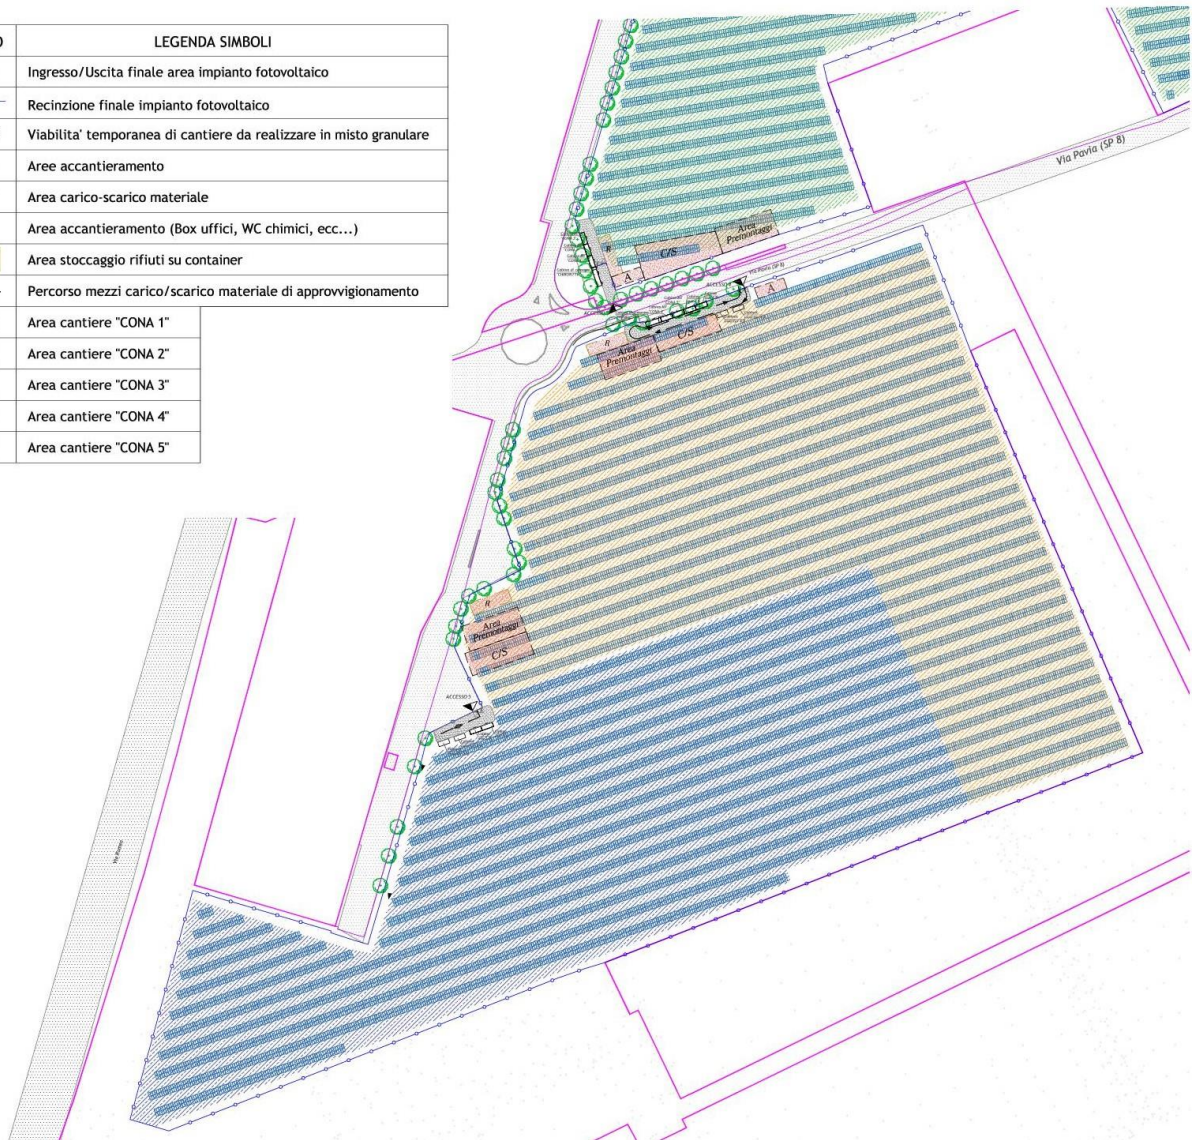 O
LEGENDA SIMBOLI
Ingresso/Uscita finale area impianto fotovoltaico
Recinzione finale impianto fotovoltaico
Viabilita' temporanea di cantiere da realizzare in misto granulare
Aree accantieramento
Area carico-scarico materiale
Area accantieramento (Box uffici, WC chimici, ecc...)
Area stoccaggio rifiuti su container
Percorso mezzi carico/scarico materiale di approvvigionamento
Area cantiere "CONA 1"
Area cantiere "CONA 2"
Area cantiere "CONA 3"
Area cantiere "CONA 4"
Area cantiere "CONA 5"
Via Pavia (SP 8)
R
C/S
Area
Premontaggi
A
Via Pavia (SP 8)
A
R
Area
Premontaggi
C/S
R
Area
Premontaggi
C/S
ACCESSO 5